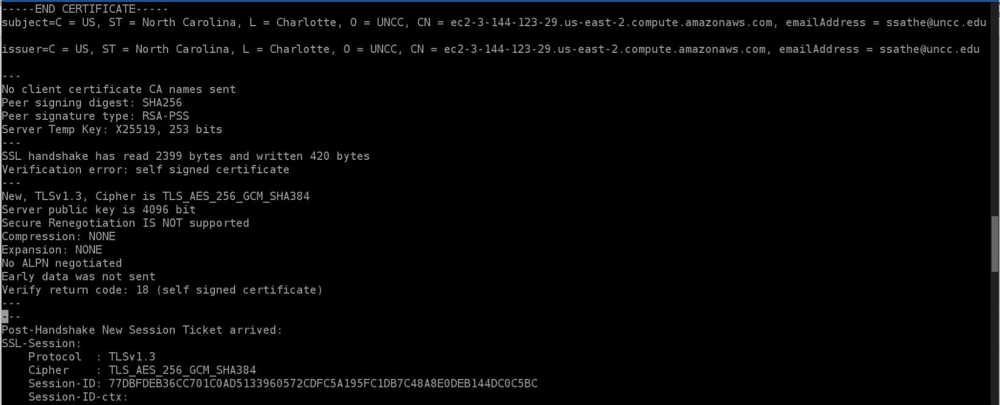 -----END CERTIFICATE-----
subject=C = US, ST = North Carolina, L = Charlotte, O = UNCC, CN = ec2-3-144-123-29.us-east-2.compute.amazonaws.com, emailAddress = ssathe@uncc.edu
issuer=C = US, ST = North Carolina, L = Charlotte, O = UNCC, CN = ec2-3-144-123-29.us-east-2.compute.amazonaws.com, emailAddress = ssathe@uncc.edu
---
No client certificate CA names sent
Peer signing digest: SHA256
Peer signature type: RSA-PSS
Server Temp Key: X25519, 253 bits
---
SSL handshake has read 2399 bytes and written 420 bytes
Verification error: self signed certificate
---
New, TLSv1.3, Cipher is TLS_AES_256_GCM_SHA384
Server public key is 4096 bit
Secure Renegotiation IS NOT supported
Compression: NONE
Expansion: NONE
No ALPN negotiated
Early data was not sent
Verify return code: 18 (self signed certificate)
---
---
Post-Handshake New Session Ticket arrived:
SSL-Session:
    Protocol  : TLSv1.3
    Cipher    : TLS_AES_256_GCM_SHA384
    Session-ID: 77DBFDEB36CC701C0AD5133960572CDFC5A195FC1DB7C48A8E0DEB144DC0C5BC
    Session-ID-ctx: